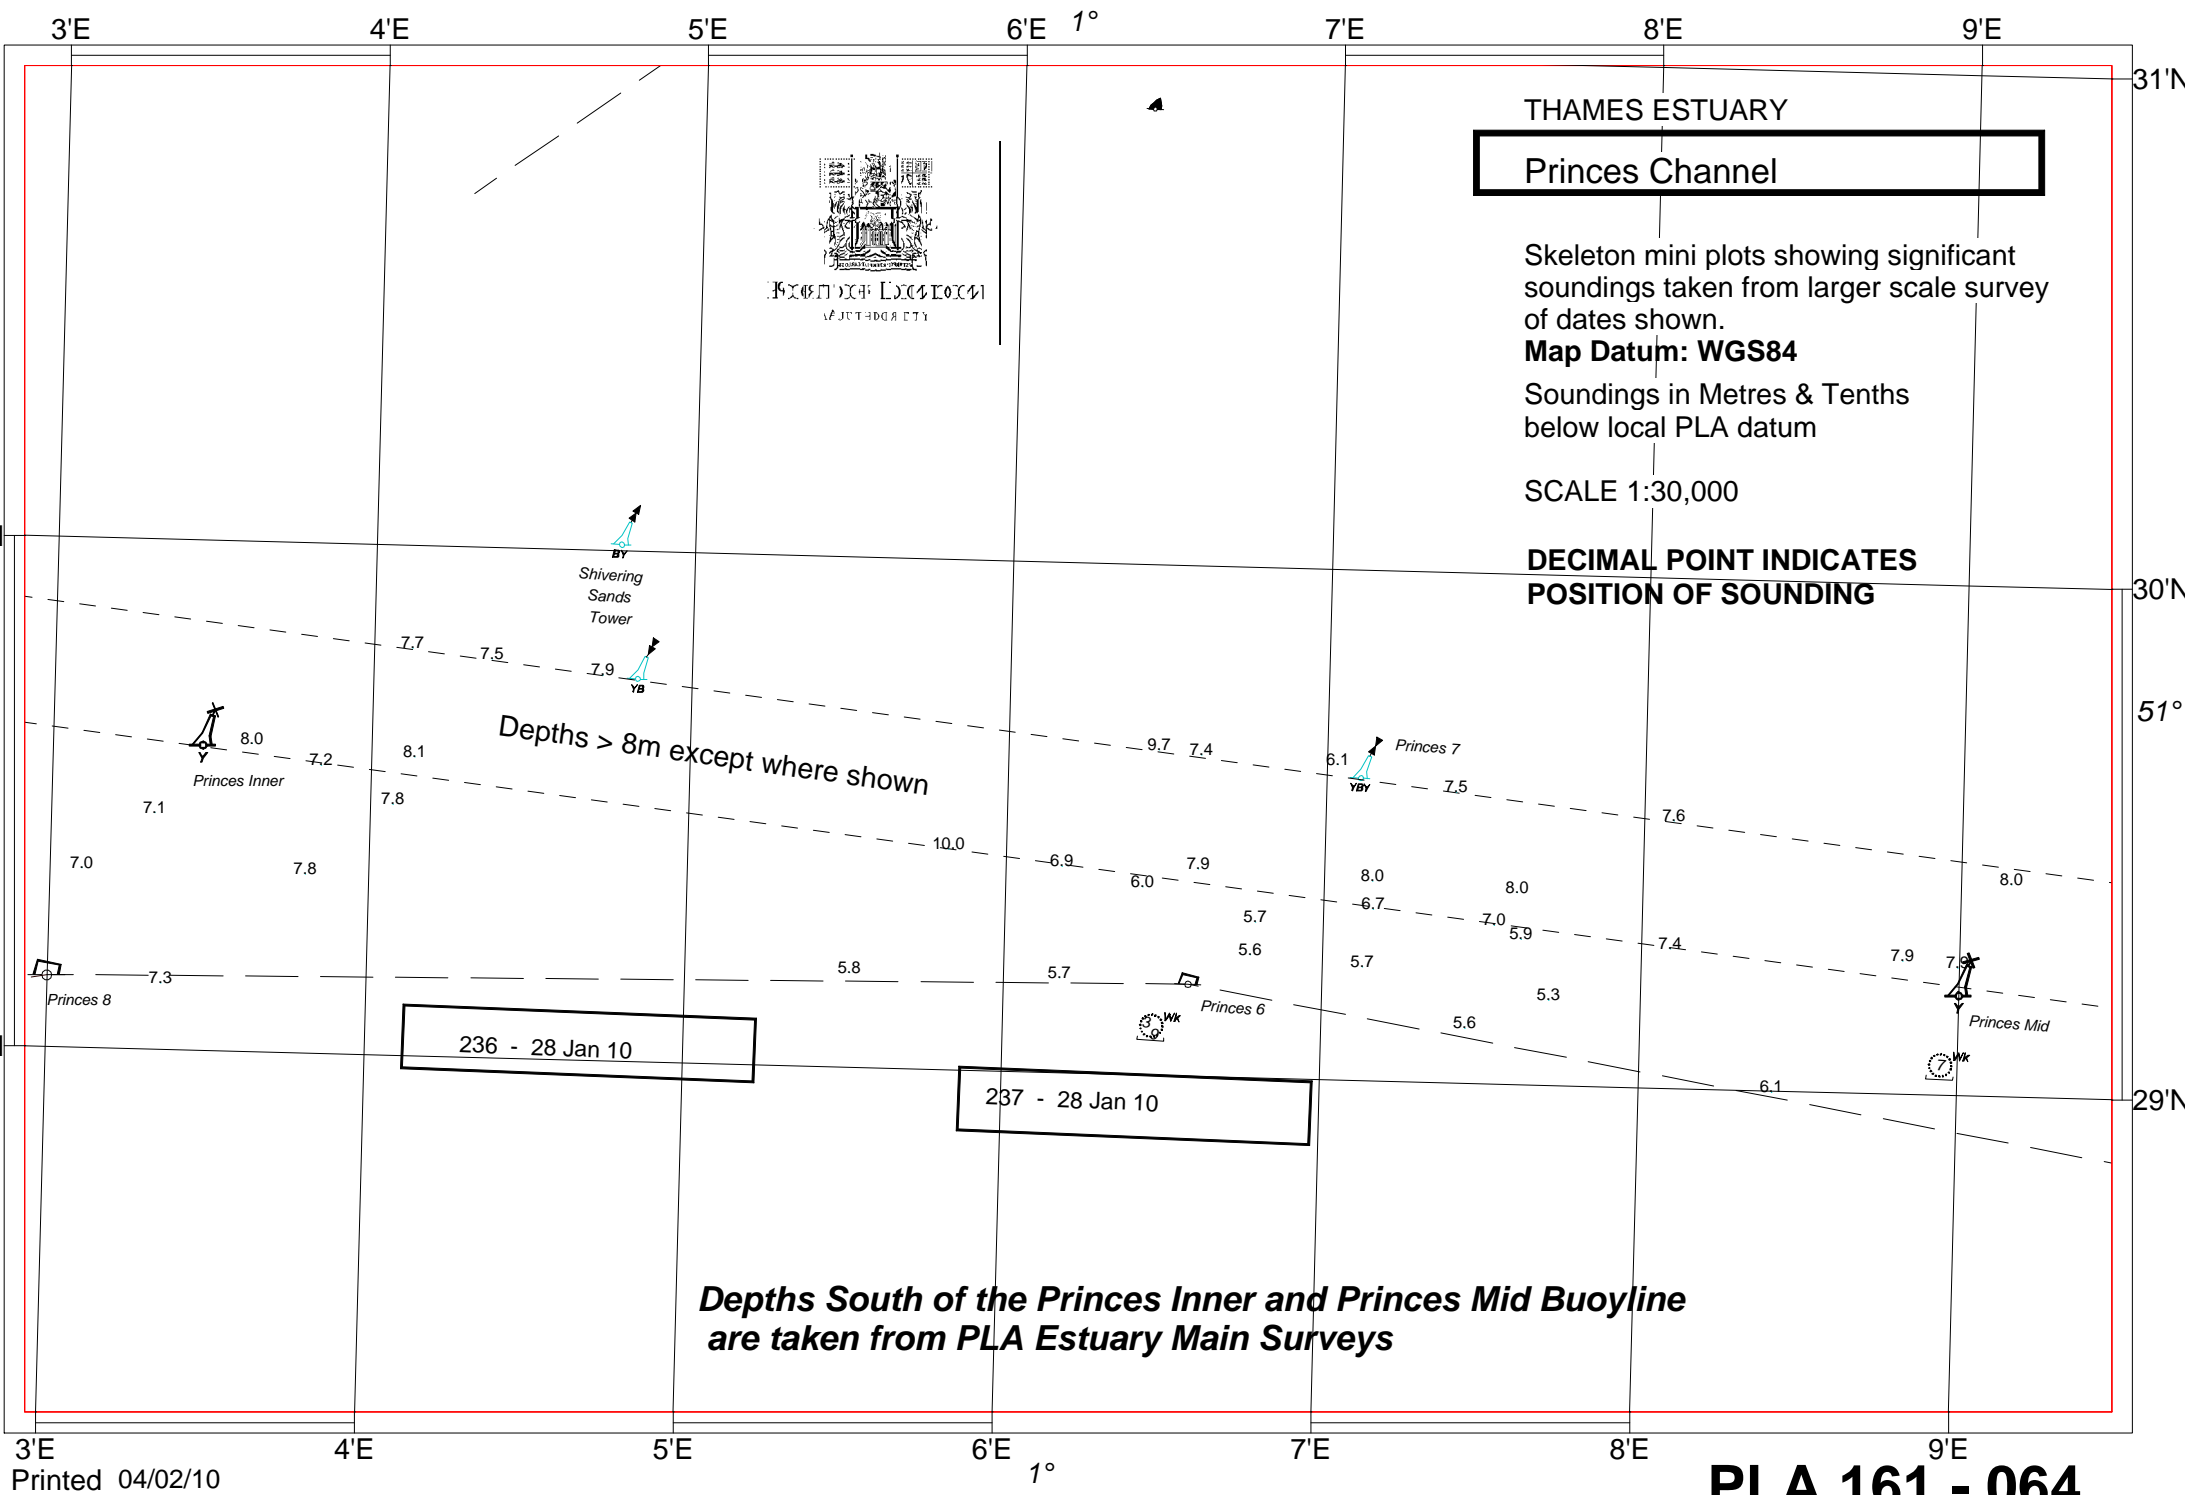 3'E 4'E 5'E 6'E 1° 7'E 8'E 9'E
31'N
THAMES ESTUARY
Princes Channel
Skeleton mini plots showing significant
soundings taken from larger scale survey
of dates shown.
Map Datum: WGS84
Soundings in Metres & Tenths
below local PLA datum
SCALE 1:30,000
DECIMAL POINT INDICATES
POSITION OF SOUNDING
30'N
BY
Shivering
Sands
Tower
7.7 7.5 7.9
YB
51°
Depths > 8m except where shown
Y
Princes Inner
8.0 7.2 8.1
9.7 7.4 6.1
Princes 7
YBY
7.5
7.1 7.8
7.6
7.0 7.8
10.0 6.9 7.9 8.0 8.0 8.0
6.0
5.7 6.7 7.0 5.9 7.4
5.6 5.7 7.9
7.3 5.8 5.7 5.3
Princes 8
Princes 6
Y
Princes Mid
3 9 Wk
5.6
236 - 28 Jan 10
7 Wk
6.1
237 - 28 Jan 10
29'N
Depths South of the Princes Inner and Princes Mid Buoyline
are taken from PLA Estuary Main Surveys
3'E 4'E 5'E 6'E 1° 7'E 8'E 9'E
Printed 04/02/10
PLA 161 - 064